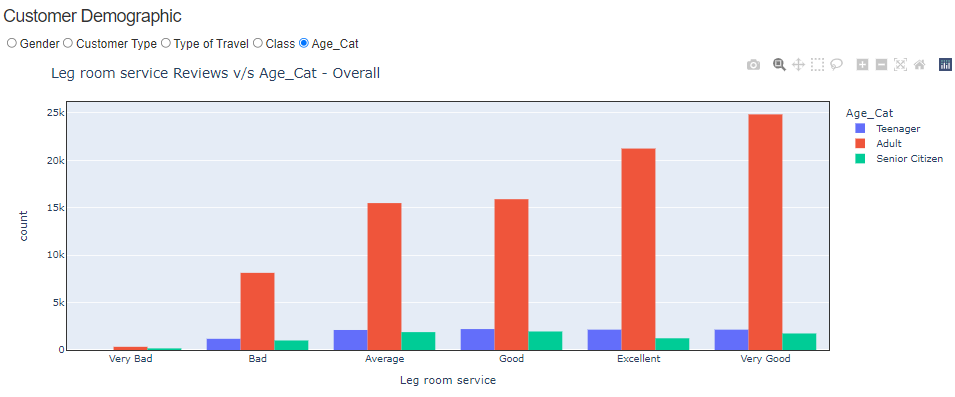 Customer Demographic
Gender Customer Type Type of Travel Class Age_Cat
Leg room service Reviews v/s Age_Cat - Overall
Age_Cat
Teenager
Adult
Senior Citizen
25k
20k
15k
10k
5k
0
count
Very Bad Bad Average Good Excellent Very Good
Leg room service